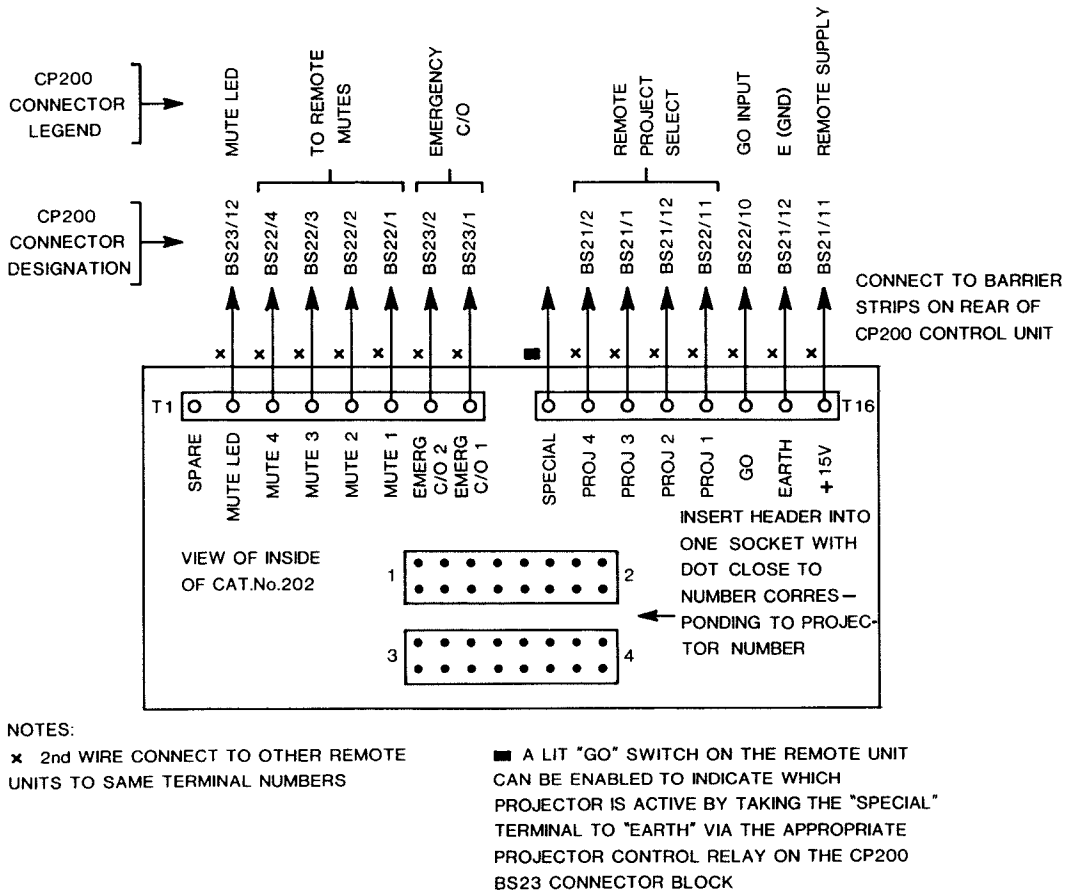 CP200
CONNECTOR
LEGEND
MUTE LED
TO REMOTE
MUTES
EMERGENCY
C/O
REMOTE
PROJECT
SELECT
GO INPUT
E (GND)
REMOTE SUPPLY
CP200
CONNECTOR
DESIGNATION
BS23/12
BS22/4
BS22/3
BS22/2
BS22/1
BS23/2
BS23/1
BS21/2
BS21/1
BS21/12
BS22/11
BS22/10
BS21/12
BS21/11
CONNECT TO BARRIER
STRIPS ON REAR OF
CP200 CONTROL UNIT
x x x x x x x ■ x x x x x x x
T1
T16
SPARE
MUTE LED
MUTE 4
MUTE 3
MUTE 2
MUTE 1
EMERG
C/O 2
EMERG
C/O 1
SPECIAL
PROJ 4
PROJ 3
PROJ 2
PROJ 1
GO
EARTH
+15V
VIEW OF INSIDE
OF CAT.No.202
1
2
3
4
INSERT HEADER INTO
ONE SOCKET WITH
DOT CLOSE TO
NUMBER CORRES—
PONDING TO PROJEC-
TOR NUMBER
NOTES:
x 2nd WIRE CONNECT TO OTHER REMOTE
UNITS TO SAME TERMINAL NUMBERS
■ A LIT "GO" SWITCH ON THE REMOTE UNIT
CAN BE ENABLED TO INDICATE WHICH
PROJECTOR IS ACTIVE BY TAKING THE "SPECIAL"
TERMINAL TO "EARTH" VIA THE APPROPRIATE
PROJECTOR CONTROL RELAY ON THE CP200
BS23 CONNECTOR BLOCK